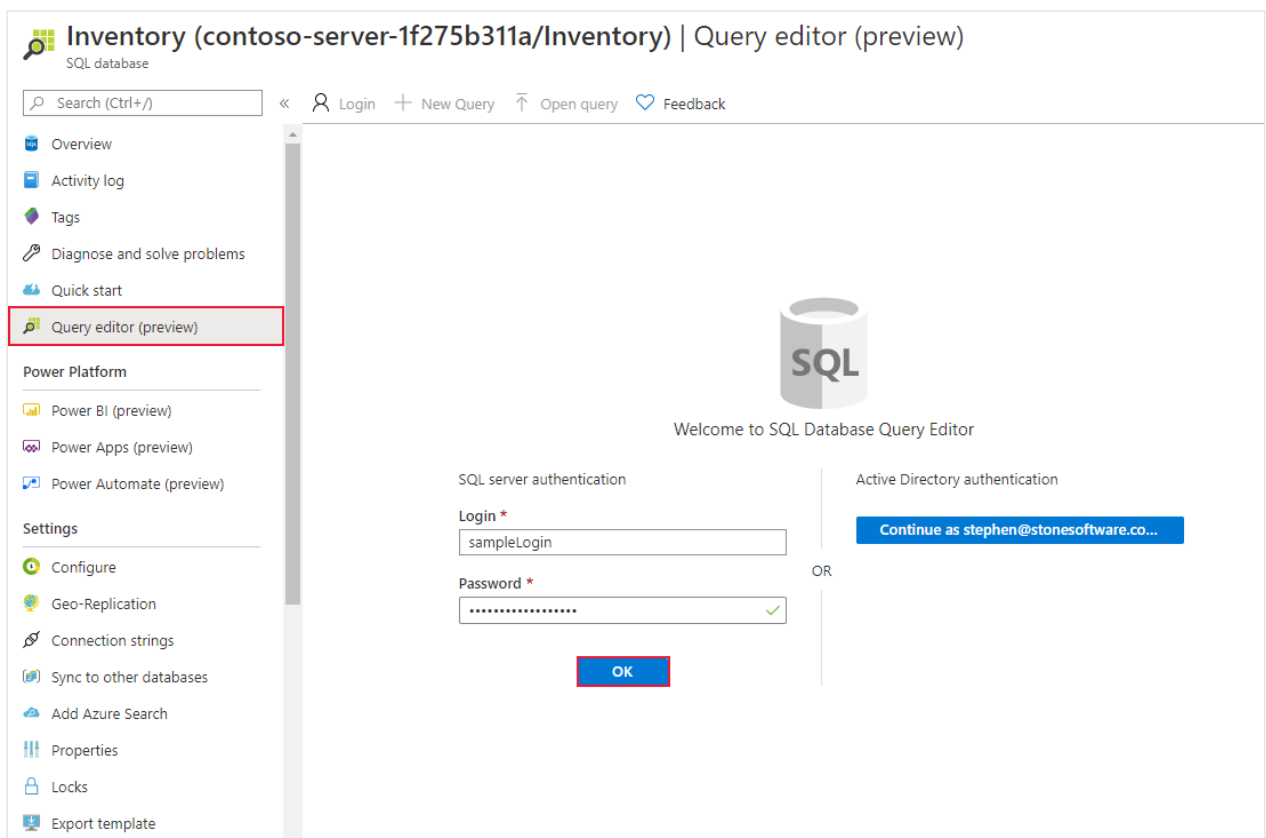 Inventory (contoso-server-1f275b311a/Inventory) | Query editor (preview)
SQL database
Search (Ctrl+/)
«
Login
New Query
Open query
Feedback
SQL
Overview
Activity log
Tags
Diagnose and solve problems
Quick start
Query editor (preview)
Power Platform
Power BI (preview)
Power Apps (preview)
Power Automate (preview)
Settings
Configure
Geo-Replication
Connection strings
Sync to other databases
Add Azure Search
Properties
Locks
Export template
SQL
Welcome to SQL Database Query Editor
SQL server authentication
Login *
sampleLogin
Password *
••••••••••••••••••
OK
OR
Active Directory authentication
Continue as stephen@stonesoftware.co...